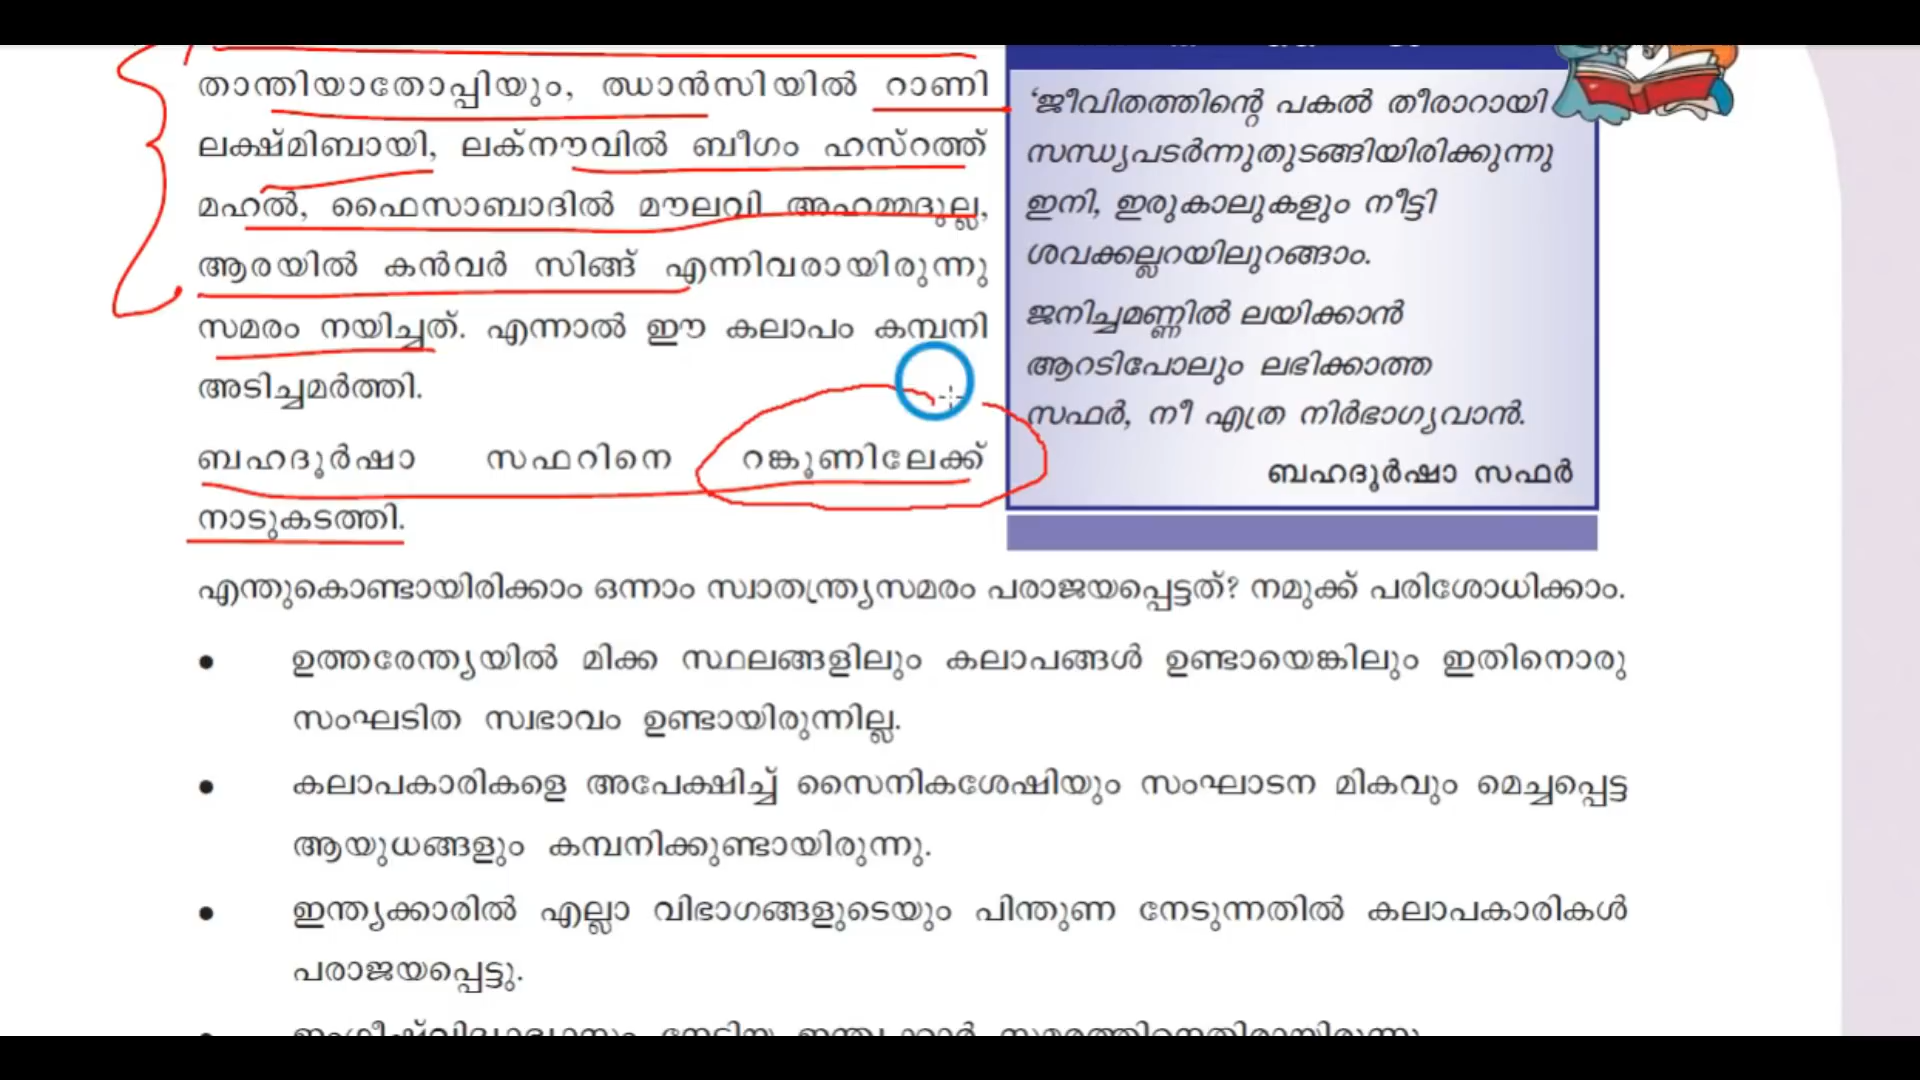 താന്തിയാതോപ്പിയും, ഝാൻസിയിൽ റാണി
ലക്ഷ്മിബായി, ലക്നൗവിൽ ബീഗം ഹസ്റത്ത്
മഹൽ, ഫൈസാബാദിൽ മൗലവി അഹമ്മദുല്ല,
ആരയിൽ കൻവർ സിങ്ങ് എന്നിവരായിരുന്നു
സമരം നയിച്ചത്. എന്നാൽ ഈ കലാപം കമ്പനി
അടിച്ചമർത്തി.
ബഹദൂർഷാ സഫറിനെ റങ്കൂണിലേക്ക്
നാടുകടത്തി.
‘ജീവിതത്തിന്റെ പകൽ തീരാറായി
സന്ധ്യപടർന്നുതുടങ്ങിയിരിക്കുന്നു
ഇനി, ഇരുകാലുകളും നീട്ടി
ശവക്കല്ലറയിലുറങ്ങാം.
ജനിച്ചമണ്ണിൽ ലയിക്കാൻ
ആറടിപോലും ലഭിക്കാത്ത
സഫർ, നീ എത്ര നിർഭാഗ്യവാൻ.
ബഹദൂർഷാ സഫർ
എന്തുകൊണ്ടായിരിക്കാം ഒന്നാം സ്വാതന്ത്ര്യസമരം പരാജയപ്പെട്ടത്? നമുക്ക് പരിശോധിക്കാം.
● ഉത്തരേന്ത്യയിൽ മിക്ക സ്ഥലങ്ങളിലും കലാപങ്ങൾ ഉണ്ടായെങ്കിലും ഇതിനൊരു
സംഘടിത സ്വഭാവം ഉണ്ടായിരുന്നില്ല.
● കലാപകാരികളെ അപേക്ഷിച്ച് സൈനികശേഷിയും സംഘാടന മികവും മെച്ചപ്പെട്ട
ആയുധങ്ങളും കമ്പനിക്കുണ്ടായിരുന്നു.
● ഇന്ത്യക്കാരിൽ എല്ലാ വിഭാഗങ്ങളുടെയും പിന്തുണ നേടുന്നതിൽ കലാപകാരികൾ
പരാജയപ്പെട്ടു.
● ഇംഗ്ലീഷ്‌വിദ്യാഭ്യാസം നേടിയ ഇന്ത്യക്കാർ സമരത്തിനെതിരായിരുന്നു.